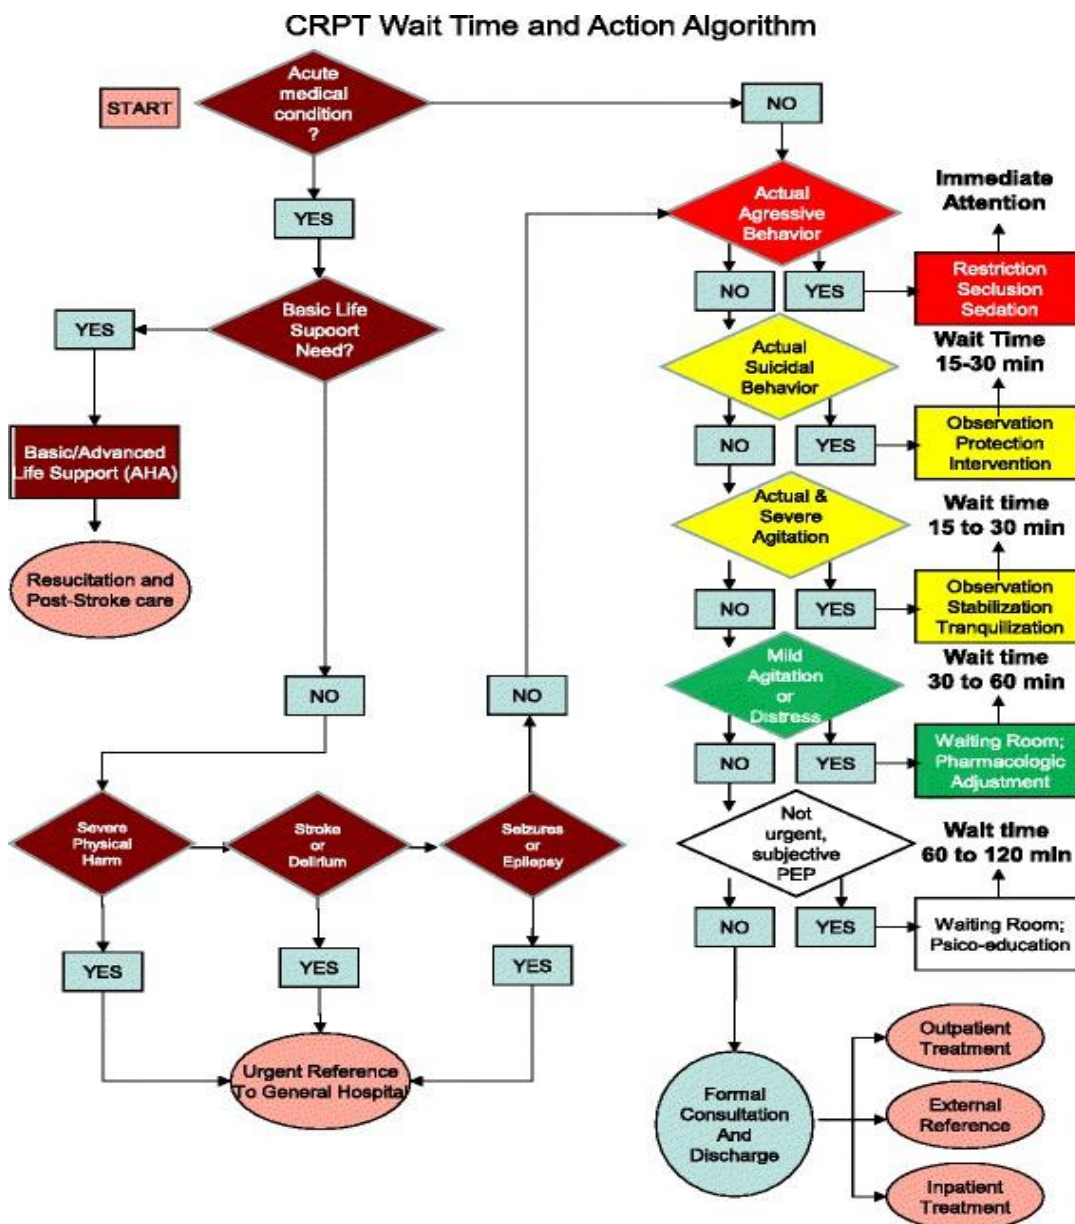 CRPT Wait Time and Action Algorithm
START
Acute
medical
condition
?
NO
YES
Basic Life
Support
Need?
YES
Basic/Advanced
Life Support (AHA)
Resucitation and
Post-Stroke care
NO
Severe
Physical
Harm
Stroke
or
Delirium
Seizures
or
Epilepsy
NO
YES
YES
YES
Urgent Reference
To General Hospital
Actual
Agressive
Behavior
NO
YES
Restriction
Seclusion
Sedation
Immediate
Attention
Actual
Suicidal
Behavior
NO
YES
Observation
Protection
Intervention
Wait Time
15-30 min
Actual &
Severe
Agitation
NO
YES
Observation
Stabilization
Tranquilization
Wait time
15 to 30 min
Mild
Agitation
or
Distress
NO
YES
Waiting Room;
Pharmacologic
Adjustment
Wait time
30 to 60 min
Not
urgent,
subjective
PEP
NO
YES
Waiting Room;
Psico-education
Wait time
60 to 120 min
Formal
Consultation
And
Discharge
Outpatient
Treatment
External
Reference
Inpatient
Treatment